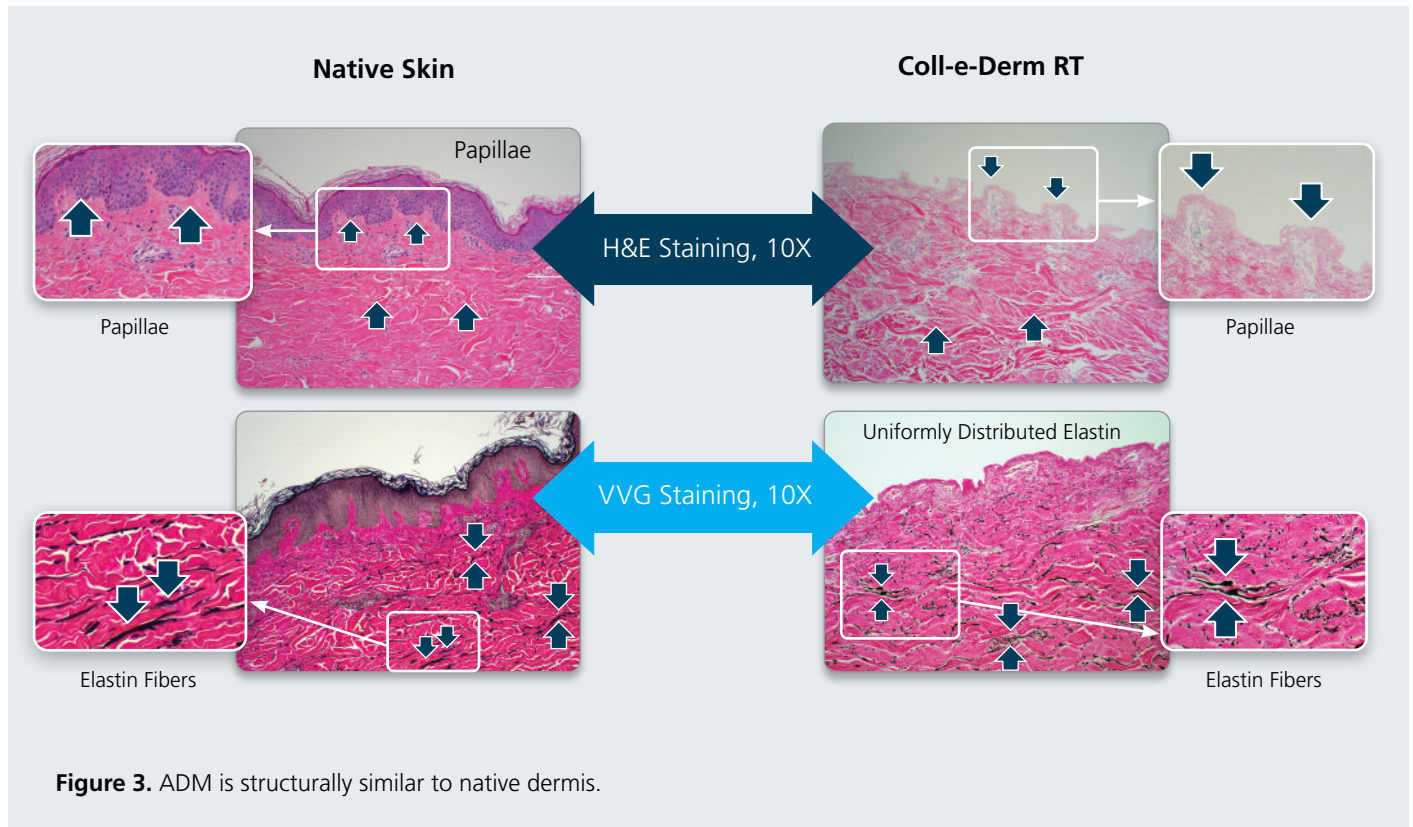 Native Skin
Coll-e-Derm RT
Papillae
Papillae
H&E Staining, 10X
Papillae
VVG Staining, 10X
Uniformly Distributed Elastin
Elastin Fibers
Elastin Fibers
Figure 3. ADM is structurally similar to native dermis.